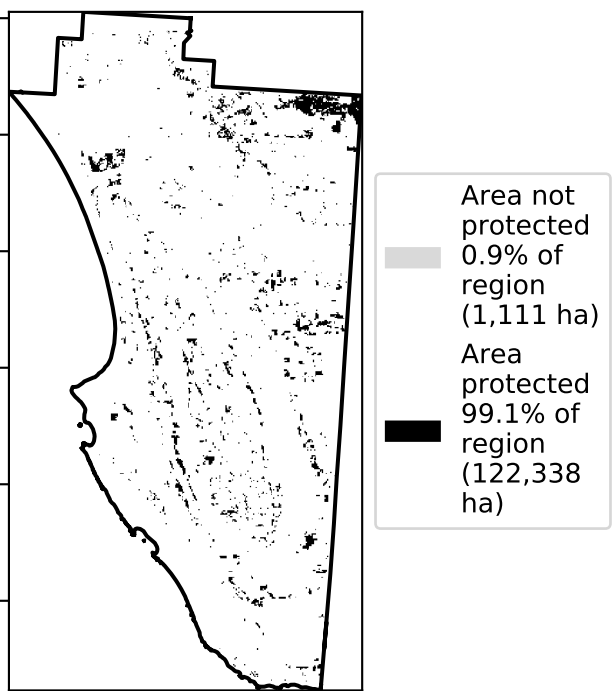 Area not
protected
0.9% of
region
(1,111 ha)
Area
protected
99.1% of
region
(122,338
ha)